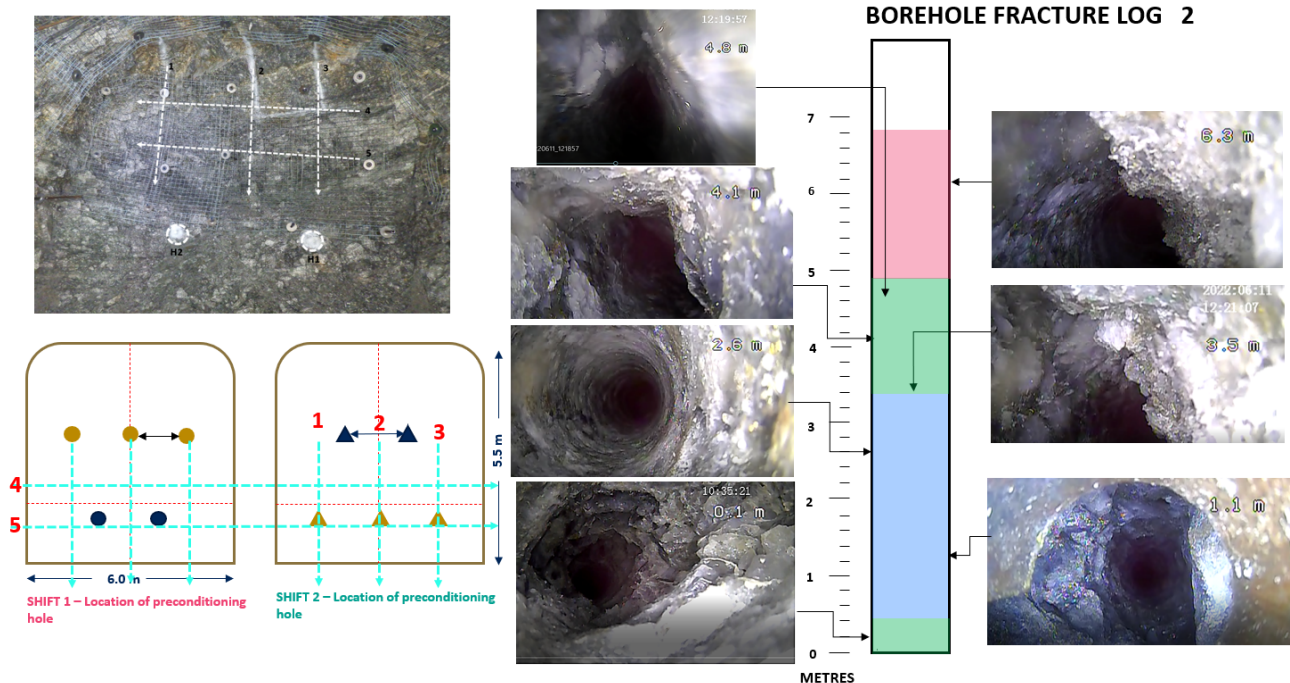 BOREHOLE FRACTURE LOG 2
1
2
3
4
5
H2
H1
12:19:57
4.8 m
20611_121857
4.1 m
2.6 m
10:35:21
0.1 m
7
6
5
4
3
2
1
0
METRES
6.3 m
2022/06/11
12:21:07
3.5 m
1.1 m
4
5
6.0 m
SHIFT 1 – Location of preconditioning
hole
1
2
3
5.5 m
SHIFT 2 – Location of preconditioning
hole